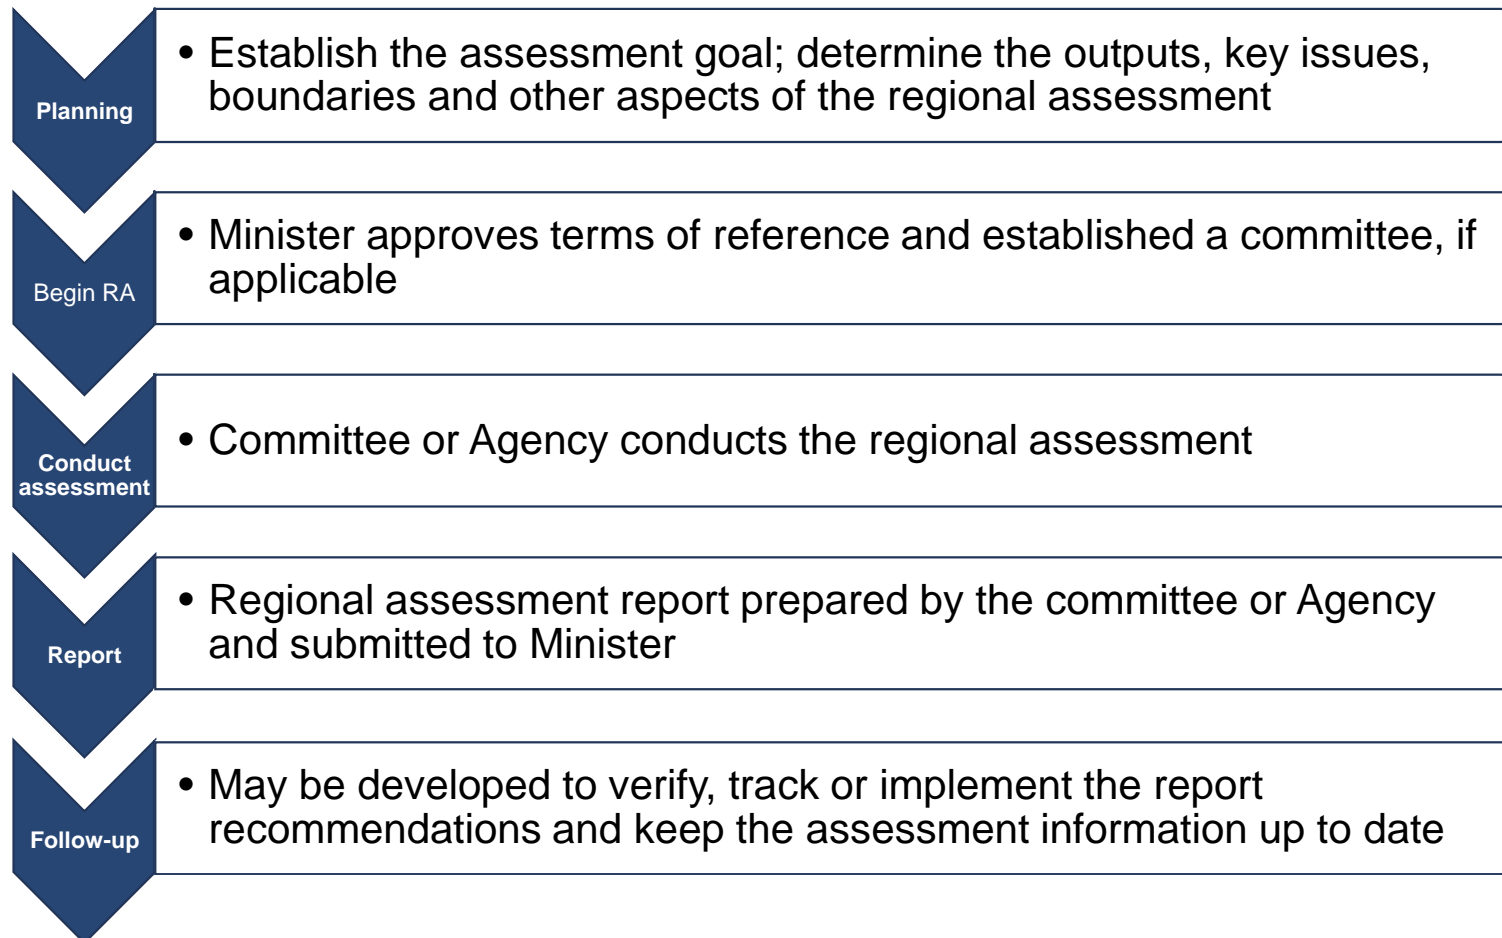 Planning
• Establish the assessment goal; determine the outputs, key issues,
boundaries and other aspects of the regional assessment
Begin RA
• Minister approves terms of reference and established a committee, if
applicable
Conduct
assessment
• Committee or Agency conducts the regional assessment
Report
• Regional assessment report prepared by the committee or Agency
and submitted to Minister
Follow-up
• May be developed to verify, track or implement the report
recommendations and keep the assessment information up to date